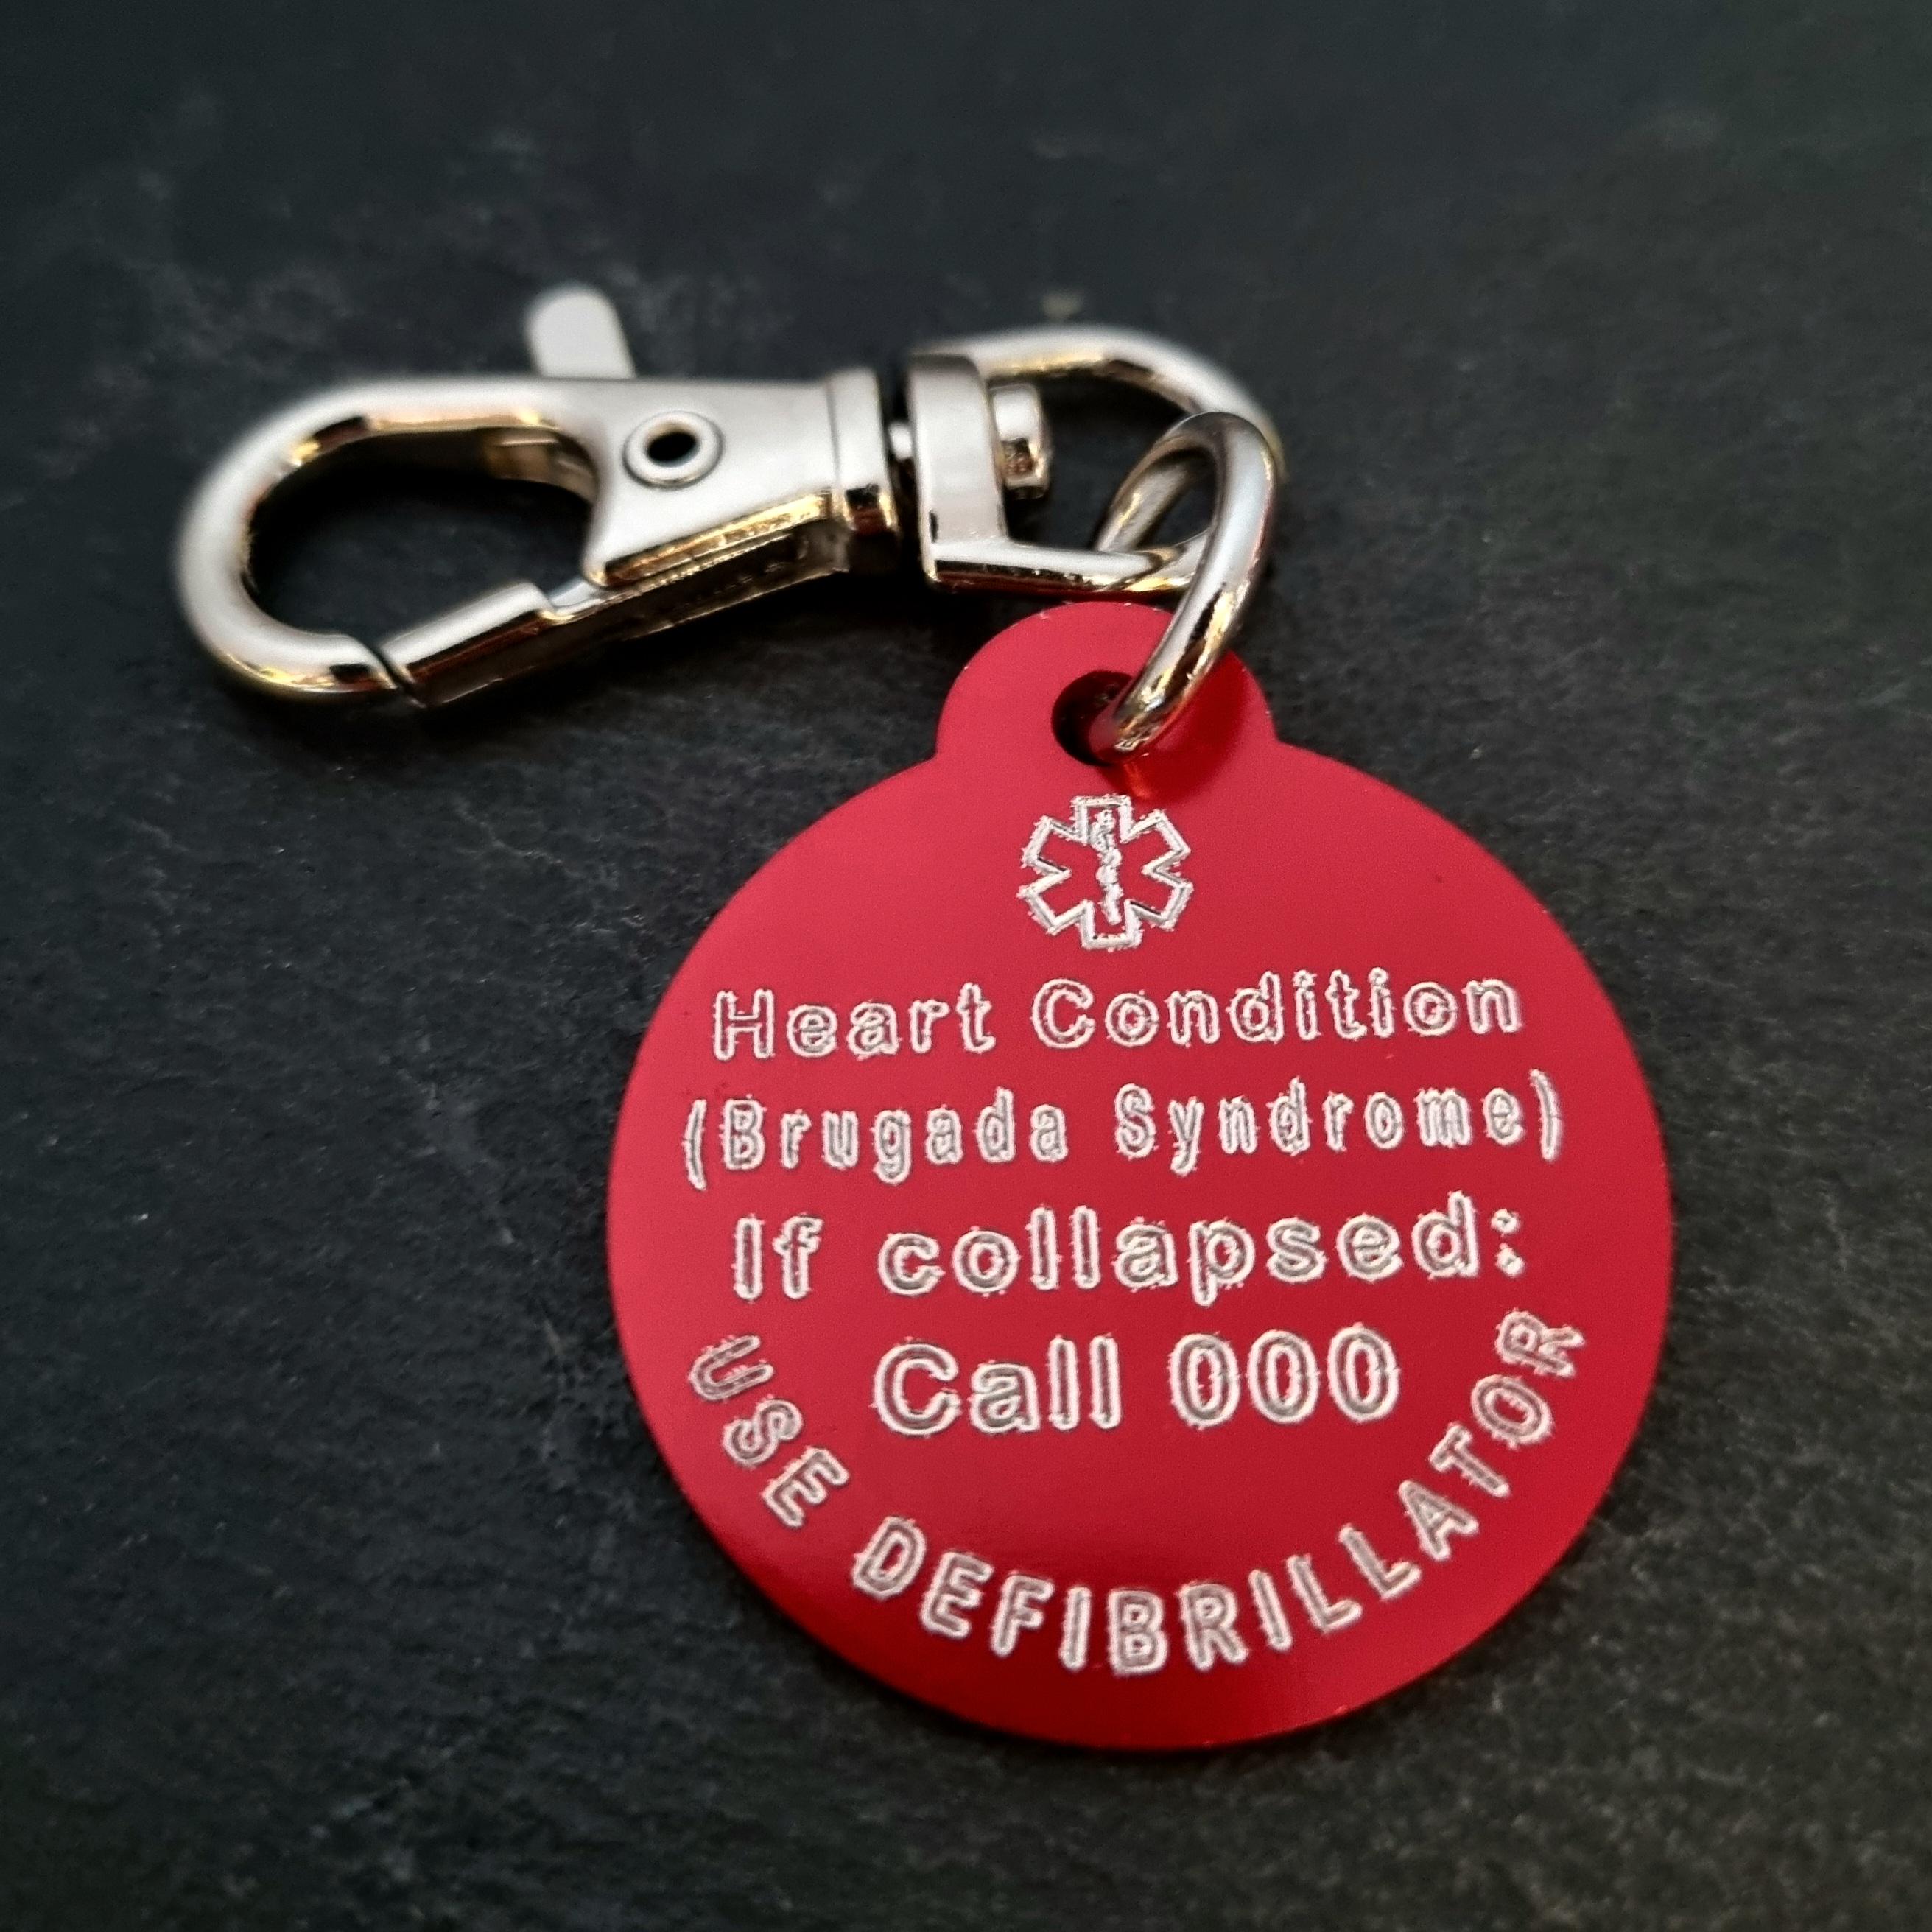 Heart Condition
(Brugada Syndrome)
If collapsed:
Call 000
USE DEFIBRILLATOR